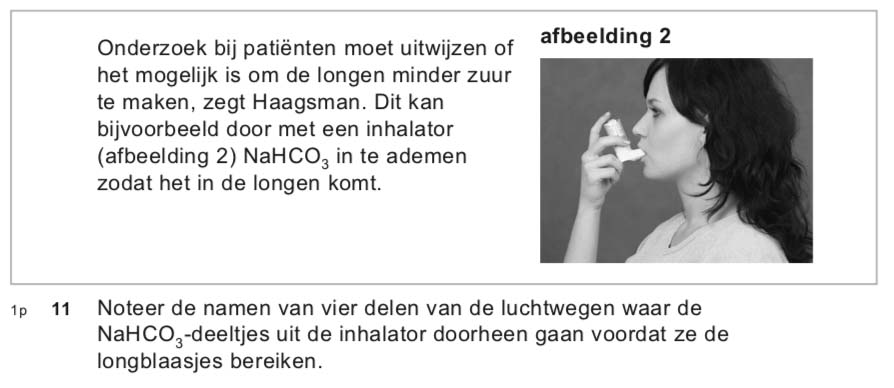 Onderzoek bij patiënten moet uitwijzen of
het mogelijk is om de longen minder zuur
te maken, zegt Haagsman. Dit kan
bijvoorbeeld door met een inhalator
(afbeelding 2) NaHCO₃ in te ademen
zodat het in de longen komt.
afbeelding 2
1p 11 Noteer de namen van vier delen van de luchtwegen waar de
NaHCO₃-deeltjes uit de inhalator doorheen gaan voordat ze de
longblaasjes bereiken.